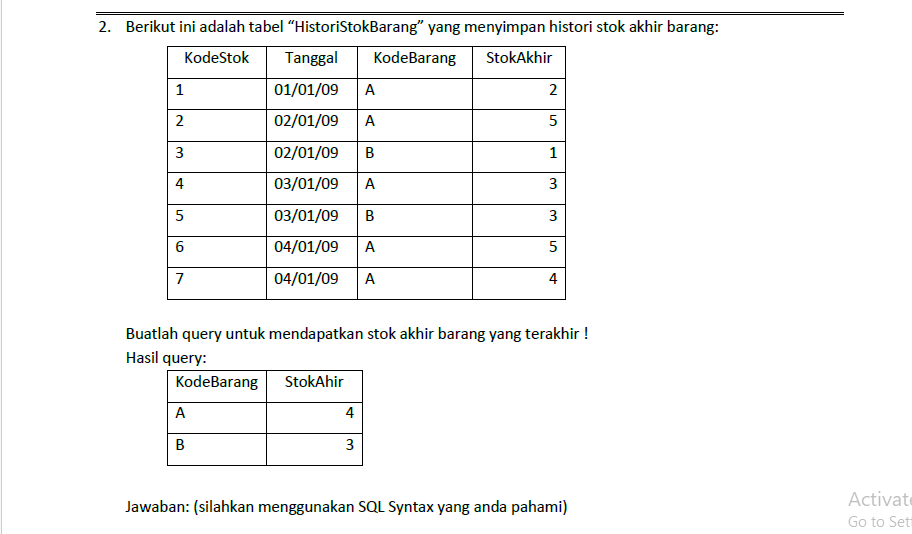 2. Berikut ini adalah tabel “HistoriStokBarang” yang menyimpan histori stok akhir barang:
KodeStok Tanggal KodeBarang StokAkhir
1 01/01/09 A 2
2 02/01/09 A 5
3 02/01/09 B 1
4 03/01/09 A 3
5 03/01/09 B 3
6 04/01/09 A 5
7 04/01/09 A 4
Buatlah query untuk mendapatkan stok akhir barang yang terakhir !
Hasil query:
KodeBarang StokAhir
A 4
B 3
Jawaban: (silahkan menggunakan SQL Syntax yang anda pahami)
Activate
Go to Sett